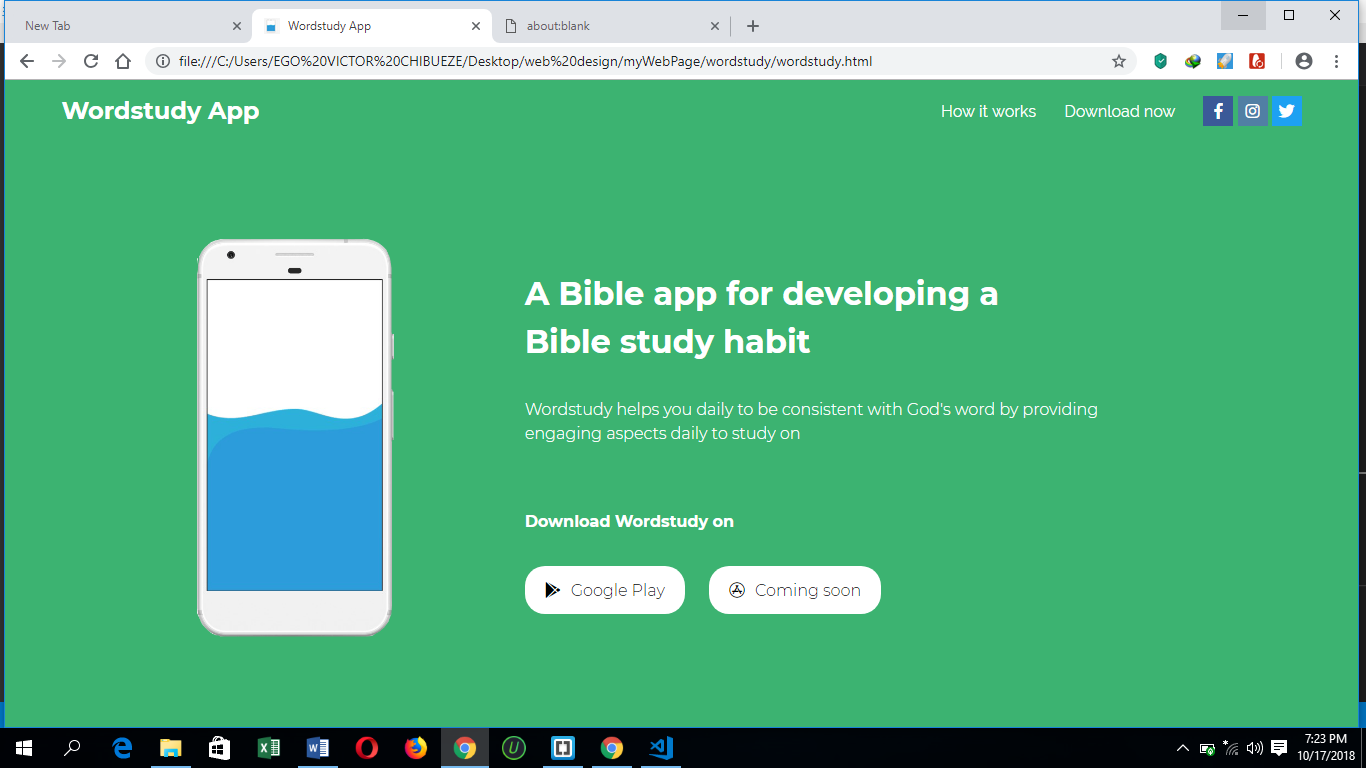 New Tab
Wordstudy App
about:blank
file:///C:/Users/EGO%20VICTOR%20CHIBUEZE/Desktop/web%20design/myWebPage/wordstudy/wordstudy.html
Wordstudy App
How it works
Download now
A Bible app for developing a
Bible study habit
Wordstudy helps you daily to be consistent with God's word by providing
engaging aspects daily to study on
Download Wordstudy on
Google Play
Coming soon
7:23 PM
10/17/2018